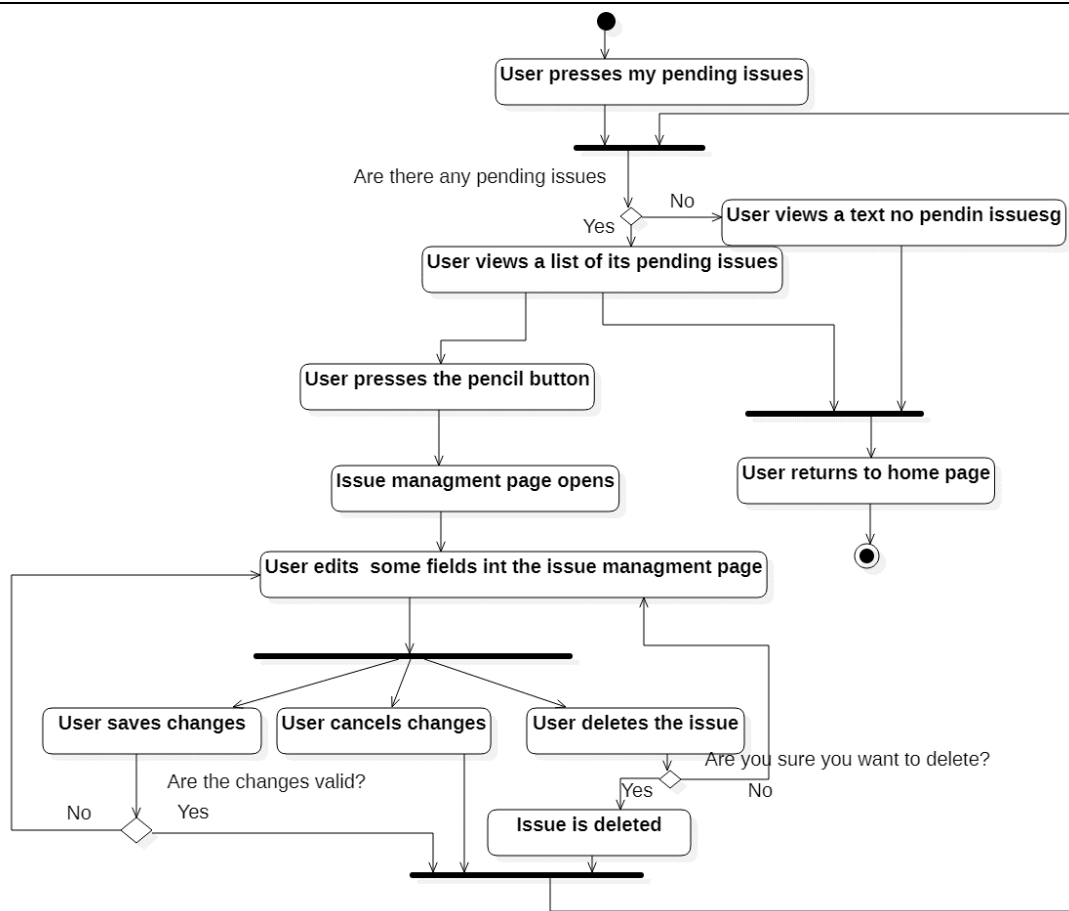 User presses my pending issues
Are there any pending issues
No
User views a text no pendin issuesg
Yes
User views a list of its pending issues
User presses the pencil button
User returns to home page
Issue managment page opens
User edits  some fields int the issue managment page
User saves changes
User cancels changes
User deletes the issue
Are you sure you want to delete?
Are the changes valid?
Yes
No
No
Yes
Issue is deleted